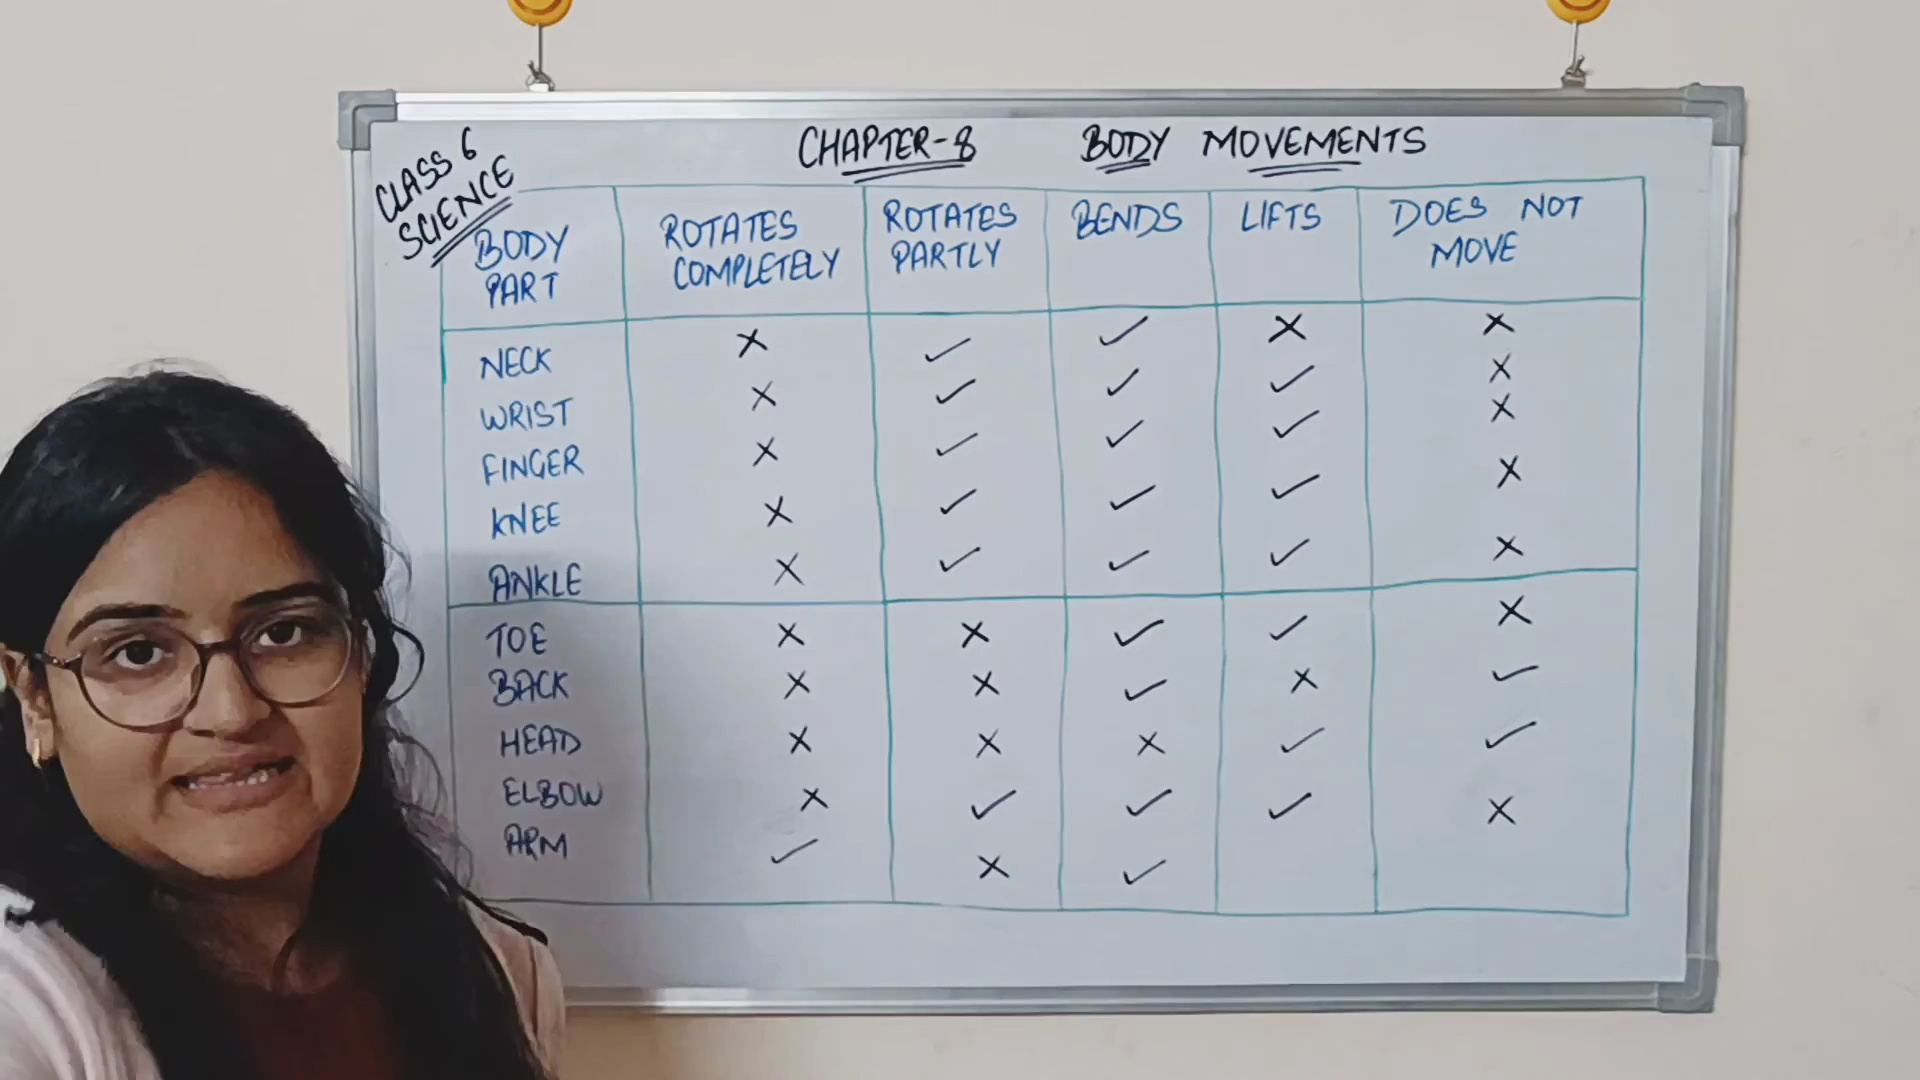 CLASS 6
SCIENCE
CHAPTER-8 BODY MOVEMENTS
BODY PART ROTATES COMPLETELY ROTATES PARTLY BENDS LIFTS DOES NOT MOVE
NECK × ✓ ✓ × ×
WRIST × ✓ ✓ ✓ ×
FINGER × ✓ ✓ ✓ ×
KNEE × ✓ ✓ ✓ ×
ANKLE × ✓ ✓ ✓ ×
TOE × × ✓ ✓ ×
BACK × × ✓ × ✓
HEAD × × × ✓ ✓
ELBOW × ✓ ✓ ✓ ×
ARM ✓ × ✓